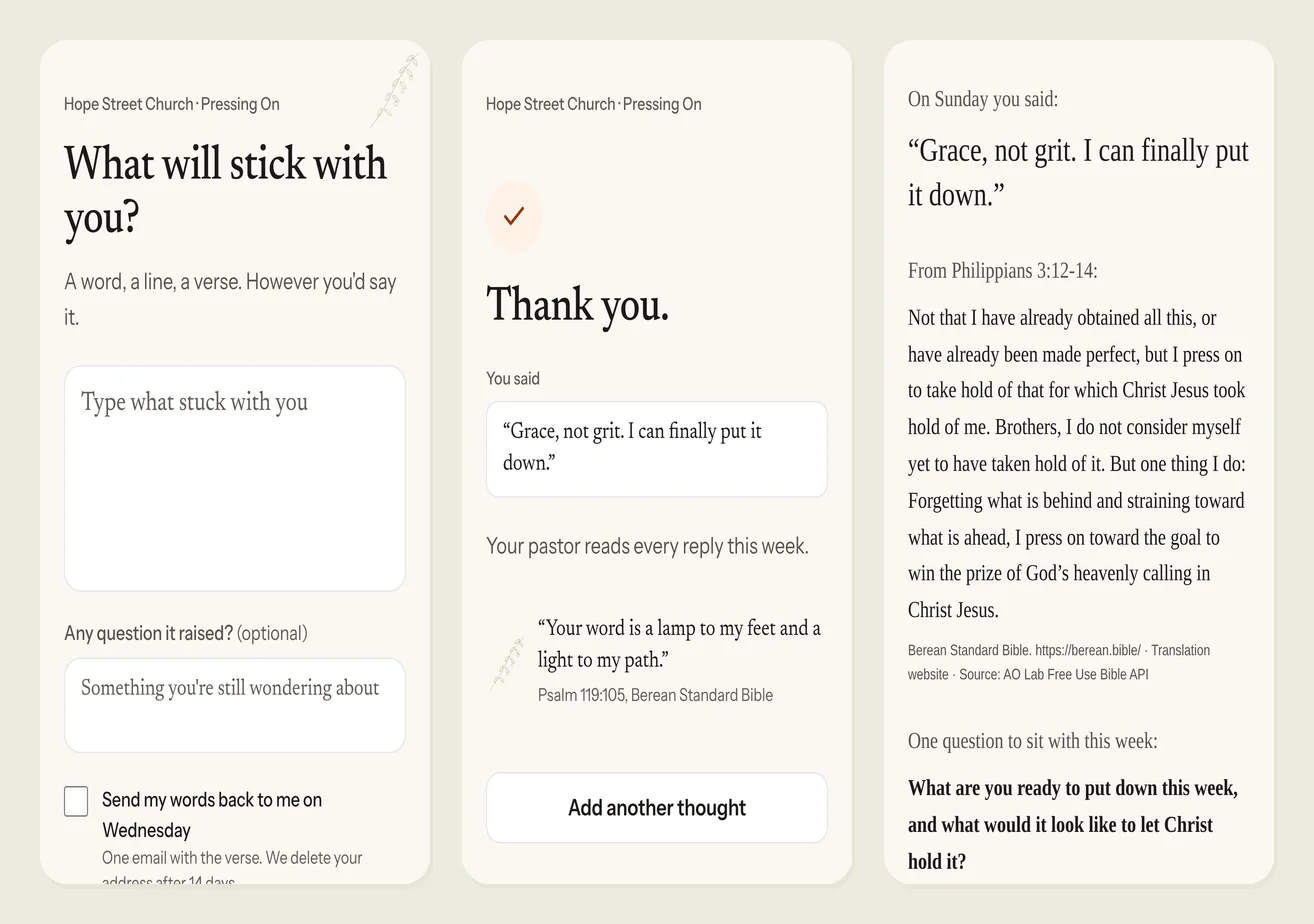 Hope Street Church · Pressing On
What will stick with
you?
A word, a line, a verse. However you'd say
it.
Type what stuck with you
Any question it raised? (optional)
Something you're still wondering about
Send my words back to me on
Wednesday
One email with the verse. We delete your
address after 14 days.
Hope Street Church · Pressing On
Thank you.
You said
“Grace, not grit. I can finally put it
down.”
Your pastor reads every reply this week.
“Your word is a lamp to my feet and a
light to my path.”
Psalm 119:105, Berean Standard Bible
Add another thought
On Sunday you said:
“Grace, not grit. I can finally put
it down.”
From Philippians 3:12-14:
Not that I have already obtained all this, or
have already been made perfect, but I press on
to take hold of that for which Christ Jesus took
hold of me. Brothers, I do not consider myself
yet to have taken hold of it. But one thing I do:
Forgetting what is behind and straining toward
what is ahead, I press on toward the goal to
win the prize of God’s heavenly calling in
Christ Jesus.
Berean Standard Bible. https://berean.bible/ · Translation
website · Source: AO Lab Free Use Bible API
One question to sit with this week:
What are you ready to put down this week,
and what would it look like to let Christ
hold it?